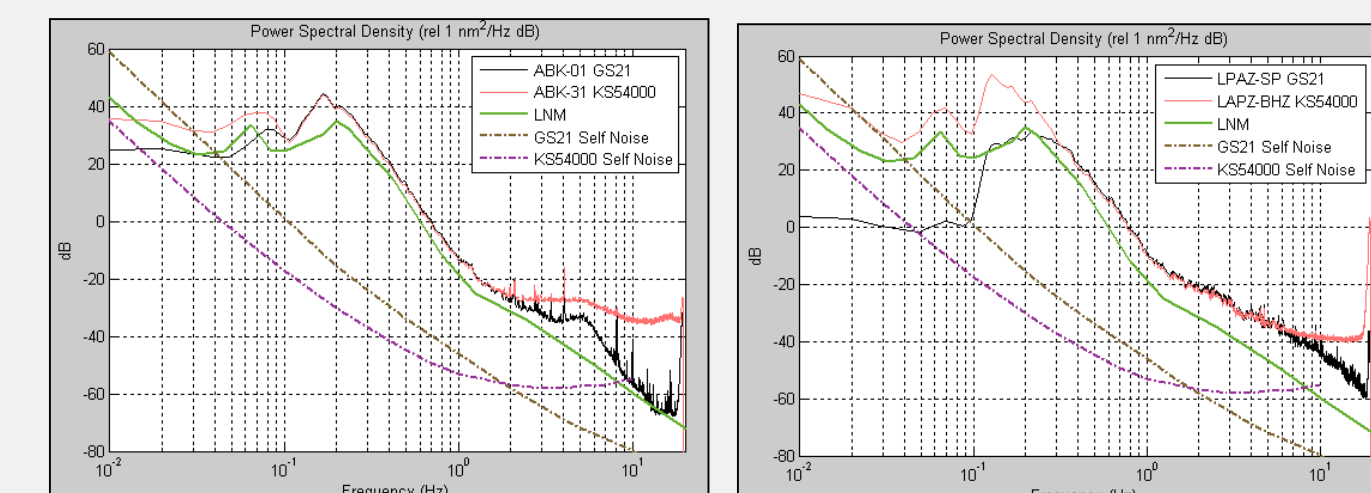 Power Spectral Density (rel 1 nm²/Hz dB)
60
40
20
0
-20
-40
-60
-80
dB
10⁻²
10⁻¹
10⁰
10¹
Frequency (Hz)
ABK-01 GS21
ABK-31 KS54000
LNM
GS21 Self Noise
KS54000 Self Noise
Power Spectral Density (rel 1 nm²/Hz dB)
60
40
20
0
-20
-40
-60
-80
dB
10⁻²
10⁻¹
10⁰
10¹
Frequency (Hz)
LPAZ-SP GS21
LAPZ-BHZ KS54000
LNM
GS21 Self Noise
KS54000 Self Noise